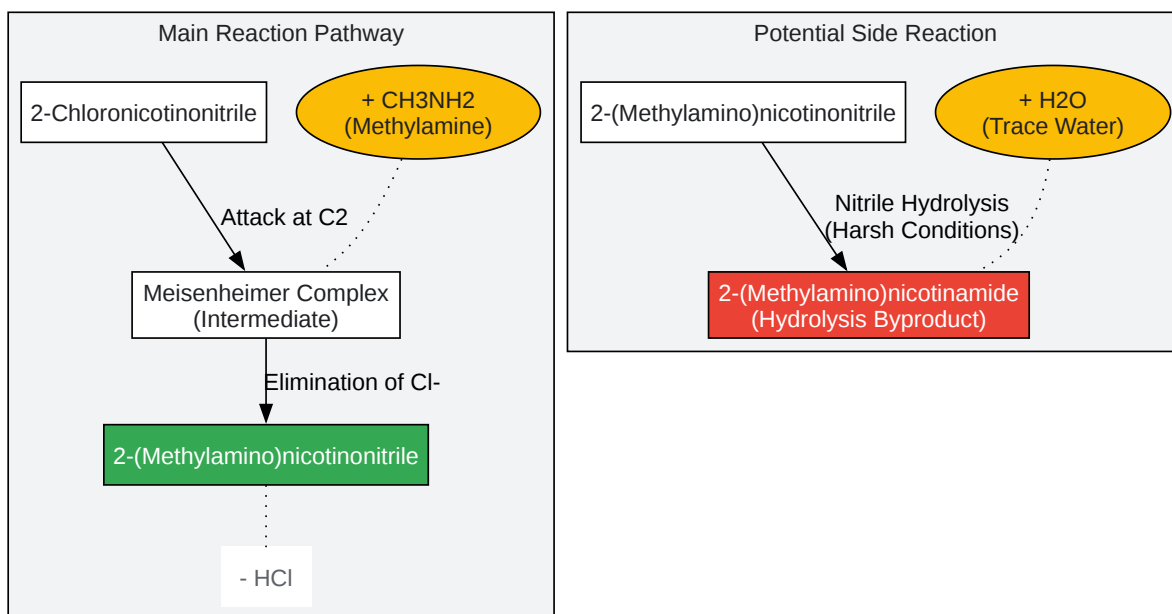 Main Reaction Pathway
2-Chloronicotinonitrile
+ CH3NH2
(Methylamine)
Attack at C2
Meisenheimer Complex
(Intermediate)
Elimination of Cl-
2-(Methylamino)nicotinonitrile
- HCl
Potential Side Reaction
2-(Methylamino)nicotinonitrile
+ H2O
(Trace Water)
Nitrile Hydrolysis
(Harsh Conditions)
2-(Methylamino)nicotinamide
(Hydrolysis Byproduct)